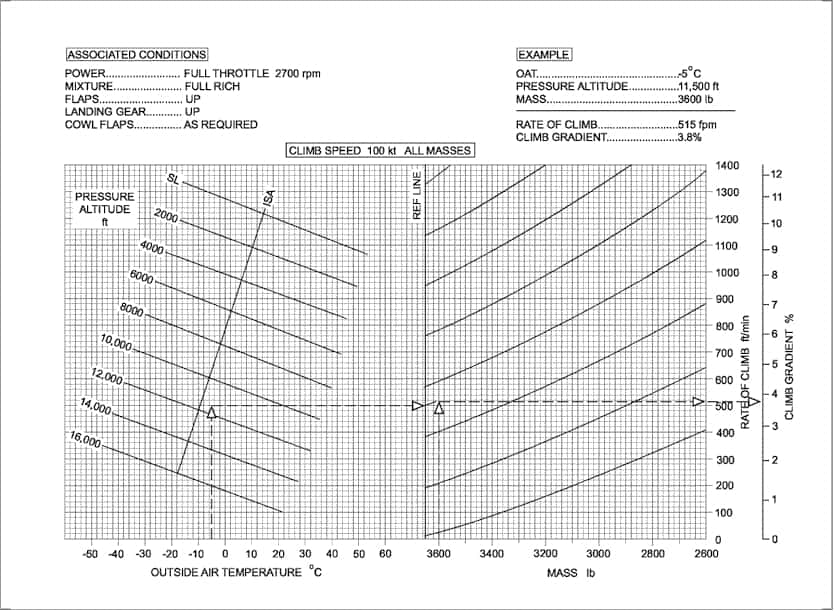 ASSOCIATED CONDITIONS
POWER......................... FULL THROTTLE 2700 rpm
MIXTURE....................... FULL RICH
FLAPS............................ UP
LANDING GEAR............ UP
COWL FLAPS................ AS REQUIRED
EXAMPLE
OAT................................................-5°C
PRESSURE ALTITUDE.................11,500 ft
MASS.............................................3600 lb
RATE OF CLIMB...........................515 fpm
CLIMB GRADIENT........................3.8%
CLIMB SPEED 100 kt ALL MASSES
PRESSURE
ALTITUDE
ft
SL
2000
4000
6000
8000
10,000
12,000
14,000
16,000
ISA
REF LINE
1400
1300
1200
1100
1000
900
800
700
600
500
400
300
200
100
0
RATE OF CLIMB ft/min
12
11
10
9
8
7
6
5
4
3
2
1
0
CLIMB GRADIENT %
-50 -40 -30 -20 -10 0 10 20 30 40 50 60
OUTSIDE AIR TEMPERATURE °C
3600 3400 3200 3000 2800 2600
MASS lb